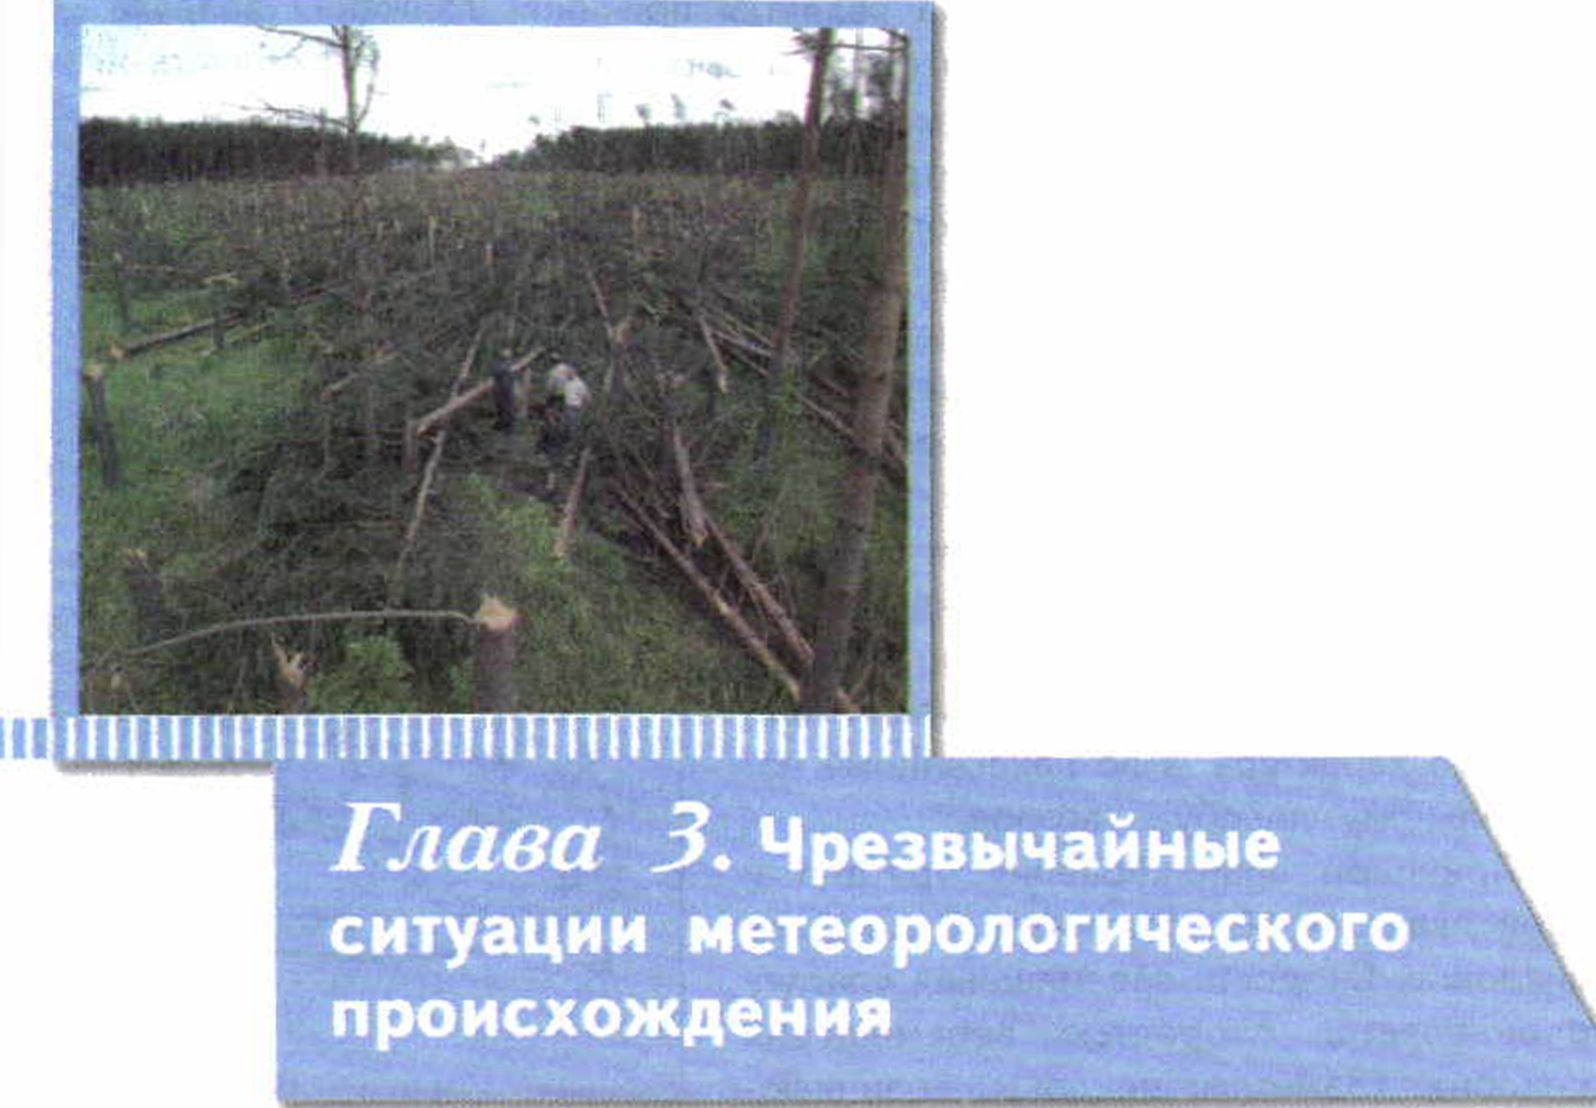 Глава 3. Чрезвычайные
ситуации метеорологического
происхождения